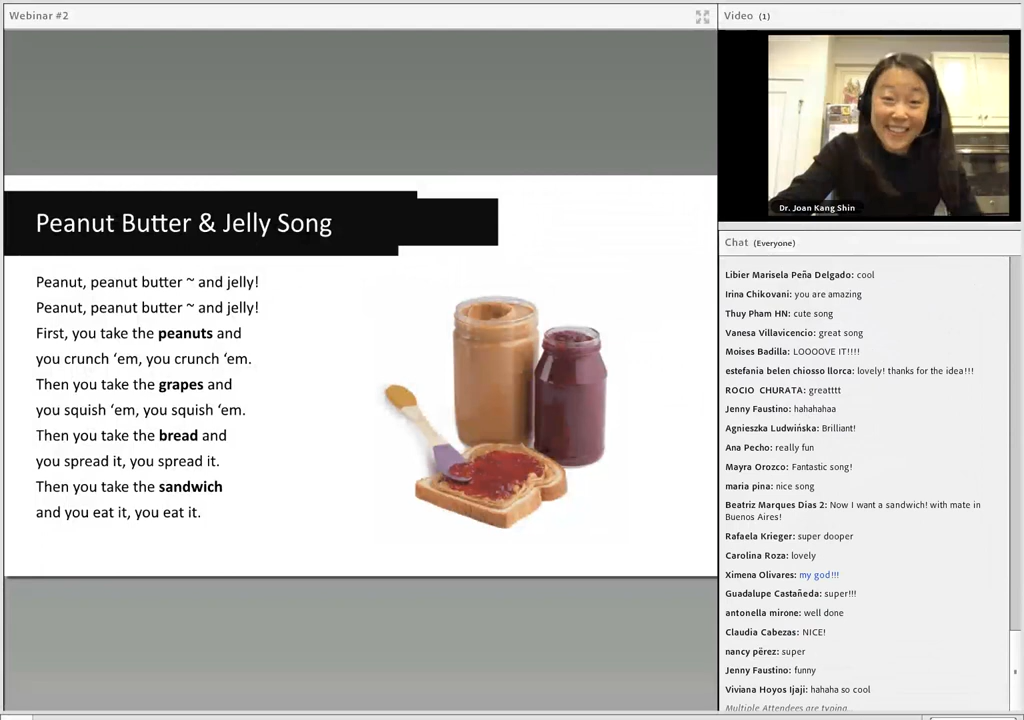 Webinar #2
Peanut Butter & Jelly Song
Peanut, peanut butter ~ and jelly!
Peanut, peanut butter ~ and jelly!
First, you take the peanuts and
you crunch ‘em, you crunch ‘em.
Then you take the grapes and
you squish ‘em, you squish ‘em.
Then you take the bread and
you spread it, you spread it.
Then you take the sandwich
and you eat it, you eat it.
Video (1)
Dr. Joan Kang Shin
Chat (Everyone)
Libier Marisela Peña Delgado: cool
Irina Chikovani: you are amazing
Thuy Pham HN: cute song
Vanesa Villavicencio: great song
Moises Badilla: LOOOOVE IT!!!!
estefania belen chiosso llorca: lovely! thanks for the idea!!!
ROCIO CHURATA: greatttt
Jenny Faustino: hahahahaa
Agnieszka Ludwińska: Brilliant!
Ana Pecho: really fun
Mayra Orozco: Fantastic song!
maria pina: nice song
Beatriz Marques Dias 2: Now I want a sandwich! with mate in
Buenos Aires!
Rafaela Krieger: super dooper
Carolina Roza: lovely
Ximena Olivares: my god!!!
Guadalupe Castañeda: super!!!
antonella mirone: well done
Claudia Cabezas: NICE!
nancy përez: super
Jenny Faustino: funny
Viviana Hoyos Ijaji: hahaha so cool
Multiple Attendees are typing...